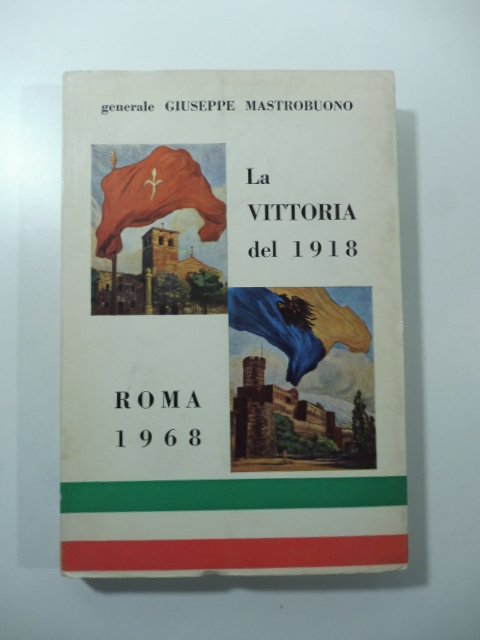 generale GIUSEPPE MASTROBUONO
La
VITTORIA
del 1918
ROMA
1968